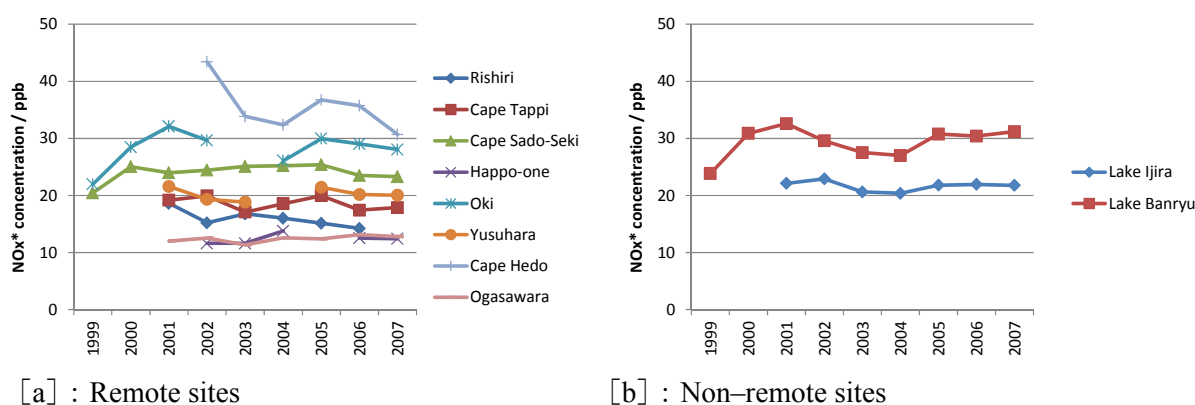 NOx* concentration / ppb
50
40
30
20
10
0
1999
2000
2001
2002
2003
2004
2005
2006
2007
Rishiri
Cape Tappi
Cape Sado-Seki
Happo-one
Oki
Yusuhara
Cape Hedo
Ogasawara
[a] : Remote sites
NOx* concentration / ppb
50
40
30
20
10
0
1999
2000
2001
2002
2003
2004
2005
2006
2007
Lake Ijira
Lake Banryu
[b] : Non–remote sites